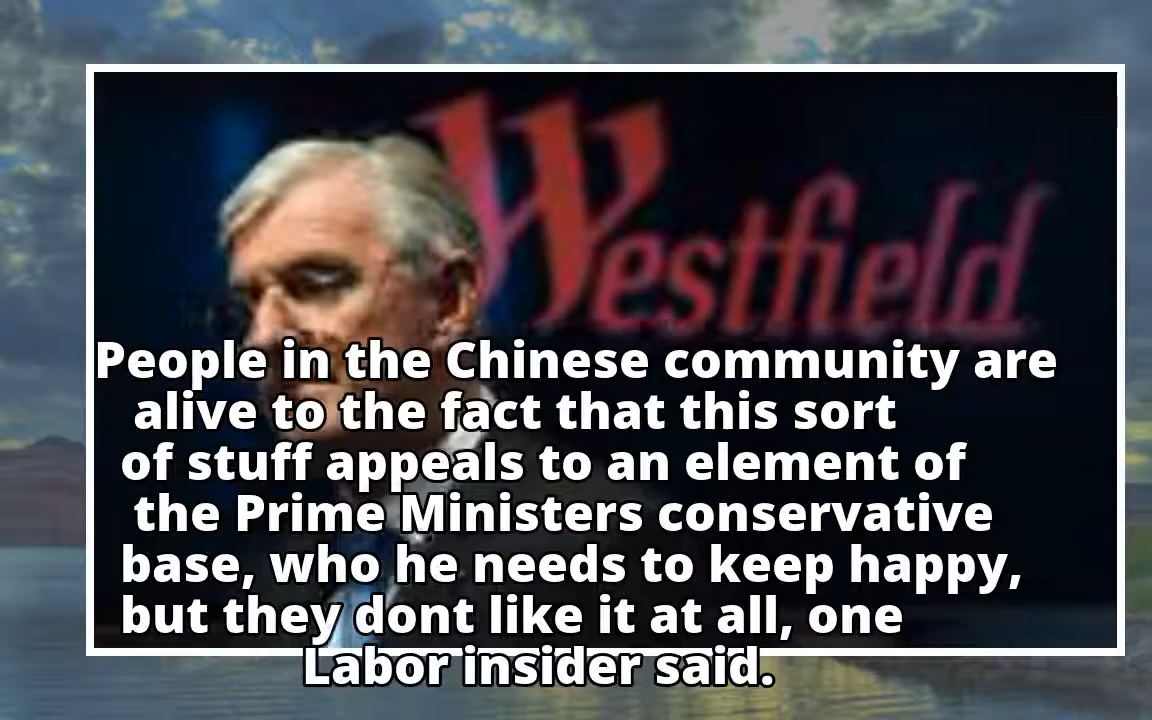 Westfield
People in the Chinese community are
alive to the fact that this sort
of stuff appeals to an element of
the Prime Ministers conservative
base, who he needs to keep happy,
but they dont like it at all, one
Labor insider said.